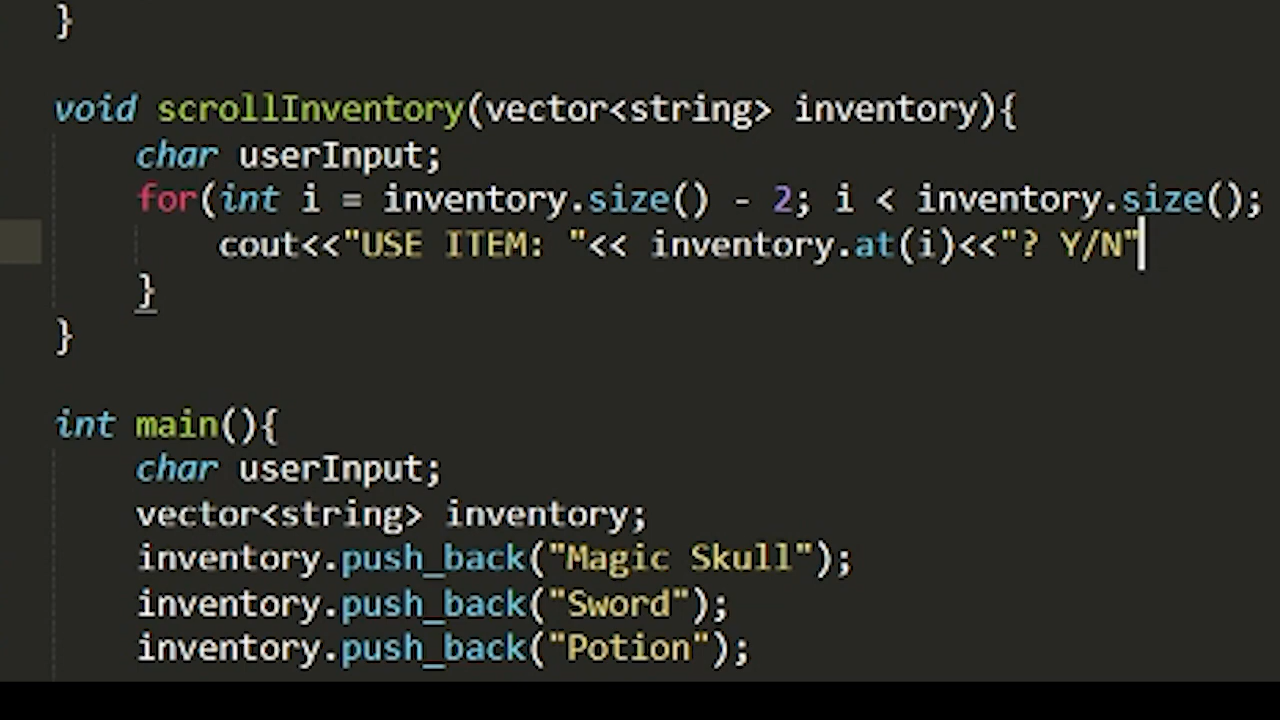 }
void scrollInventory(vector<string> inventory){
char userInput;
for(int i = inventory.size() - 2; i < inventory.size();
cout<<"USE ITEM: "<< inventory.at(i)<<"? Y/N"
}
}
int main(){
char userInput;
vector<string> inventory;
inventory.push_back("Magic Skull");
inventory.push_back("Sword");
inventory.push_back("Potion");